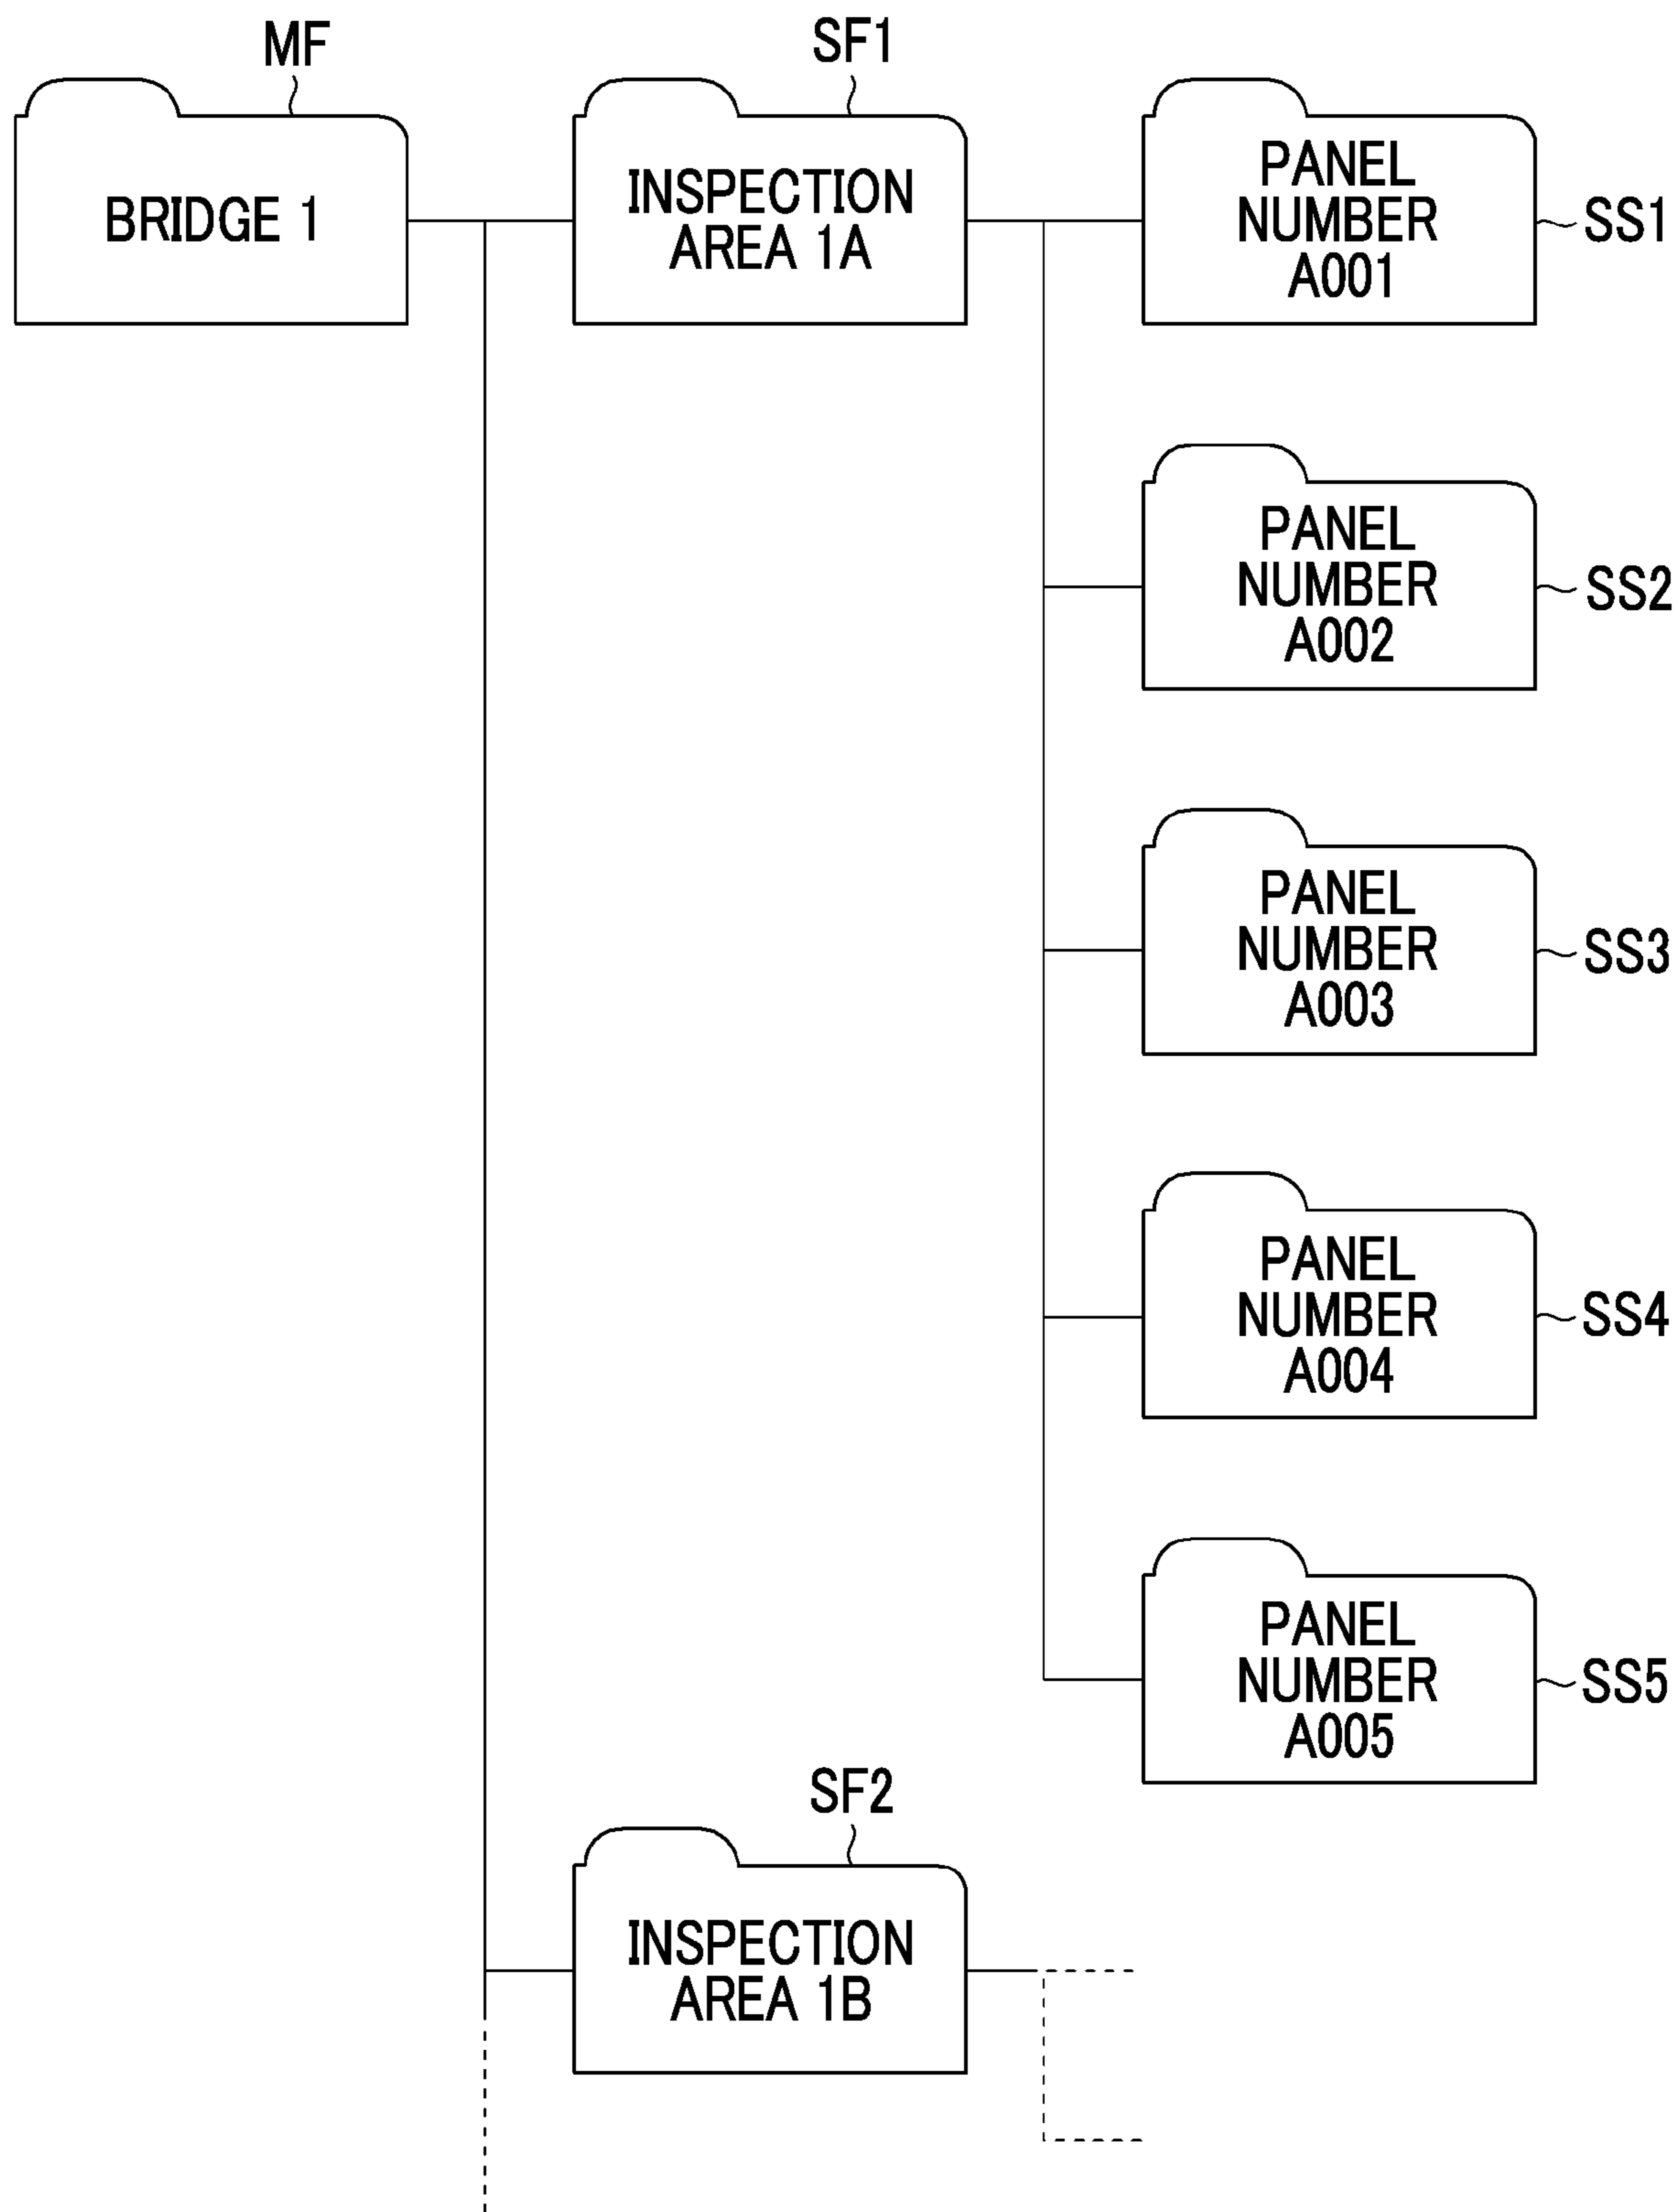 MF
BRIDGE 1
SF1
INSPECTION
AREA 1A
PANEL
NUMBER
A001
SS1
PANEL
NUMBER
A002
SS2
PANEL
NUMBER
A003
SS3
PANEL
NUMBER
A004
SS4
PANEL
NUMBER
A005
SS5
SF2
INSPECTION
AREA 1B